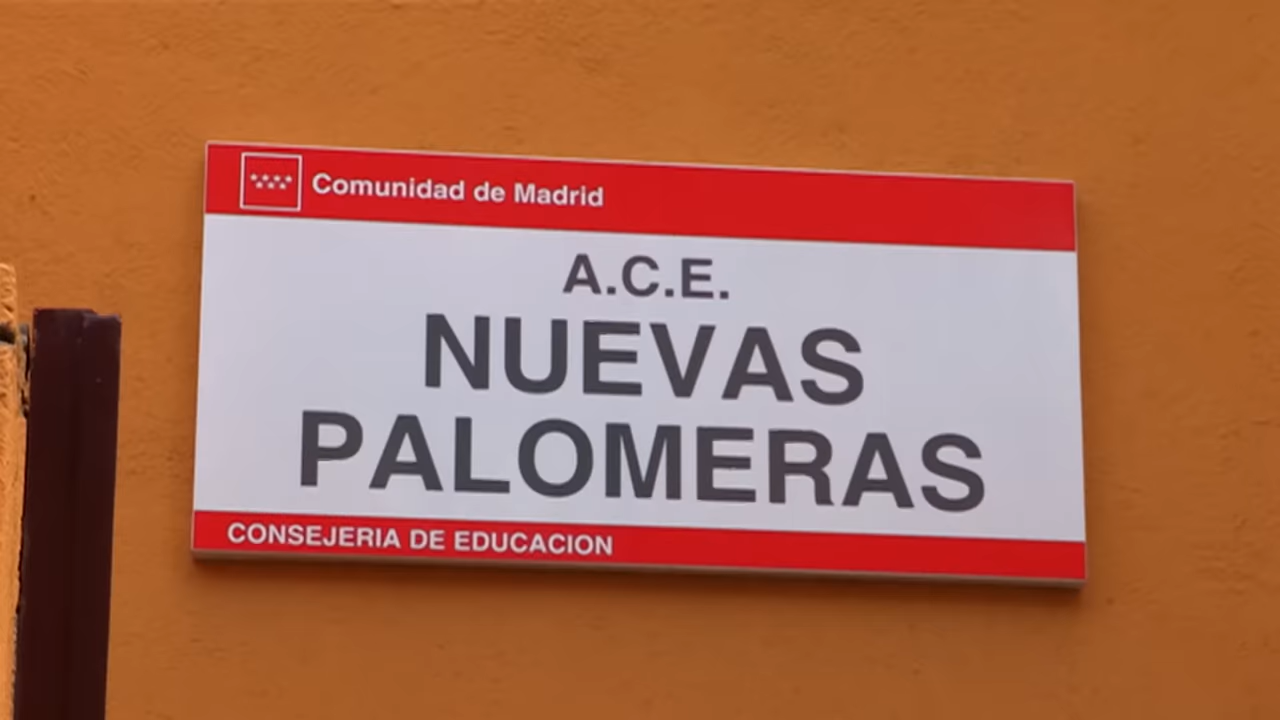 Comunidad de Madrid
A.C.E.
NUEVAS
PALOMERAS
CONSEJERIA DE EDUCACION